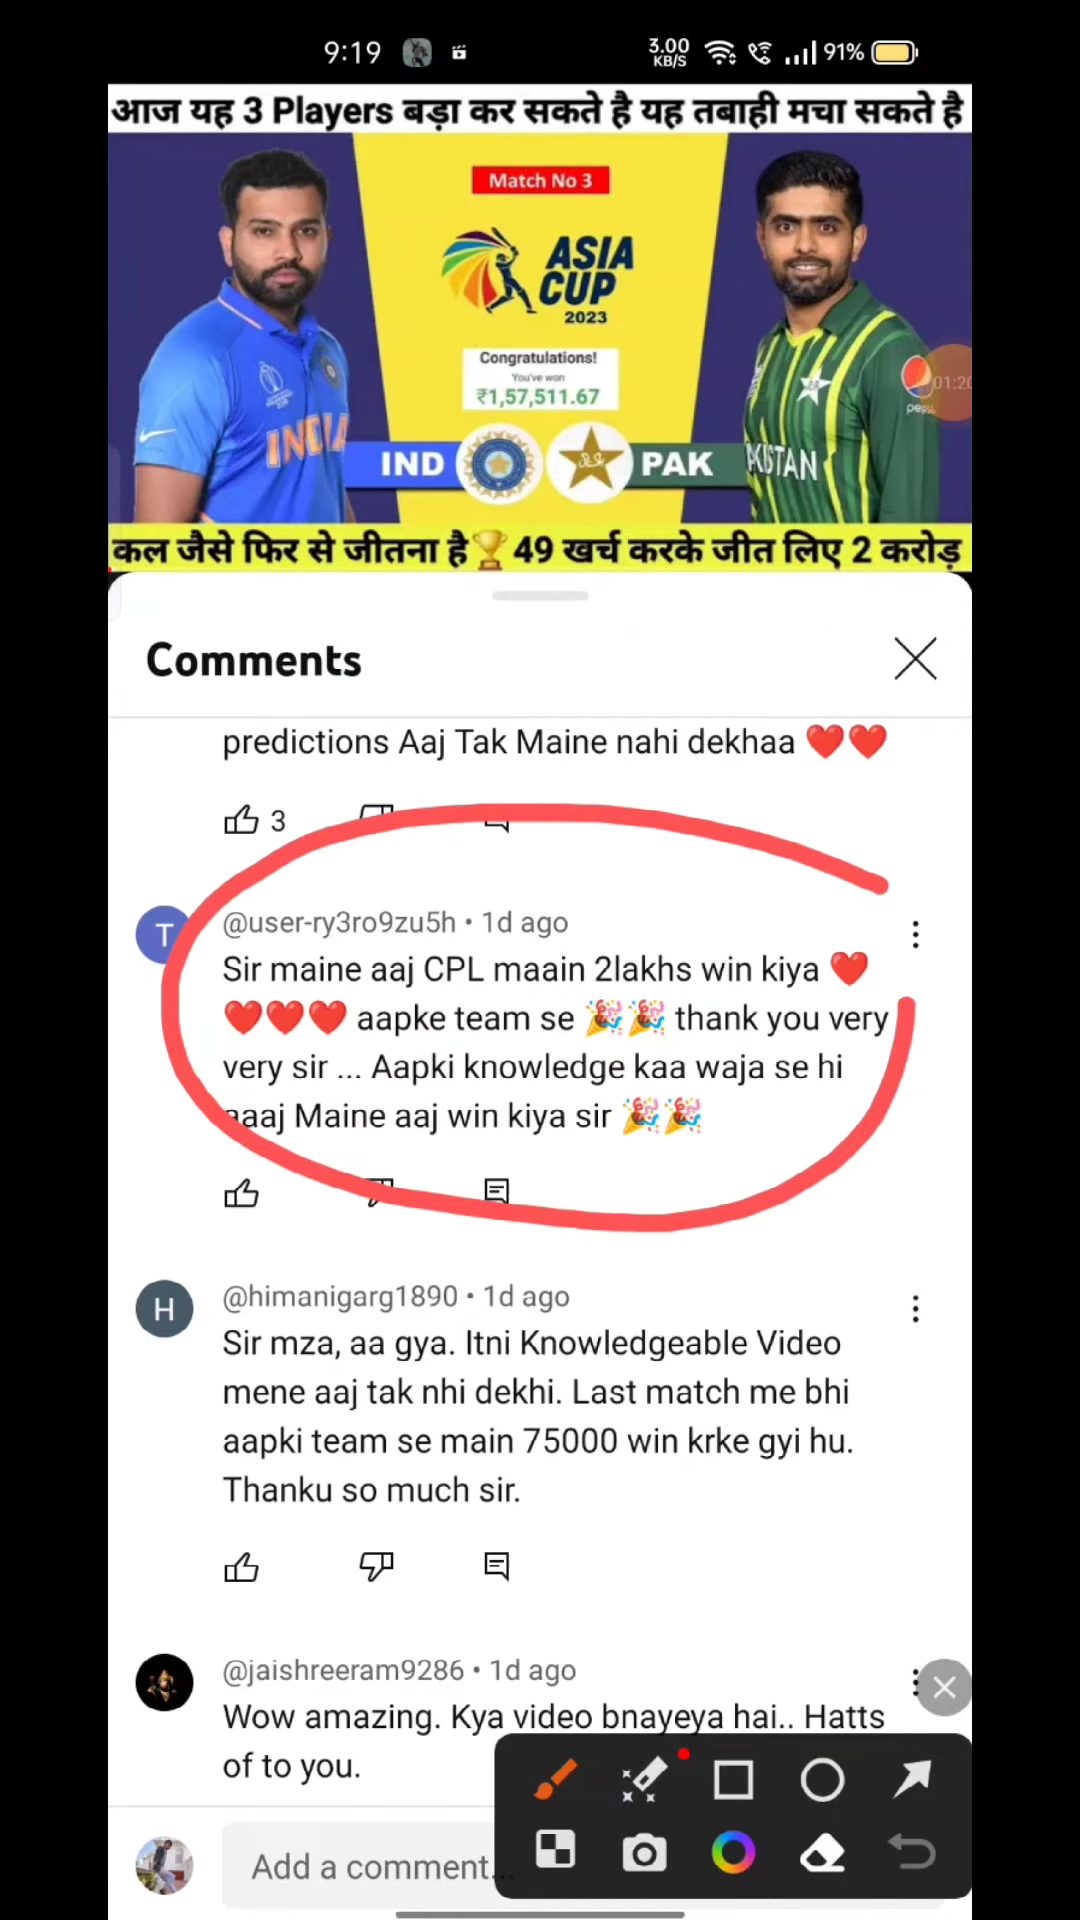 9:19 3.00 KB/S 91%
आज यह 3 Players बड़ा कर सकते है यह तबाही मचा सकते है
Match No 3
ASIA
CUP
2023
Congratulations!
You've won
₹1,57,511.67
01:20
pepsi
INDIA
IND
PAK
KISTAN
कल जैसे फिर से जीतना है🏆49 खर्च करके जीत लिए 2 करोड़
Comments
predictions Aaj Tak Maine nahi dekhaa ❤️❤️
3
T
@user-ry3ro9zu5h • 1d ago
Sir maine aaj CPL maain 2lakhs win kiya ❤️
❤️❤️❤️ aapke team se 🎉🎉 thank you very
very sir ... Aapki knowledge kaa waja se hi
aaaj Maine aaj win kiya sir 🎉🎉
H
@himanigarg1890 • 1d ago
Sir mza, aa gya. Itni Knowledgeable Video
mene aaj tak nhi dekhi. Last match me bhi
aapki team se main 75000 win krke gyi hu.
Thanku so much sir.
@jaishreeram9286 • 1d ago
Wow amazing. Kya video bnayeya hai.. Hatts
of to you.
Add a comment...